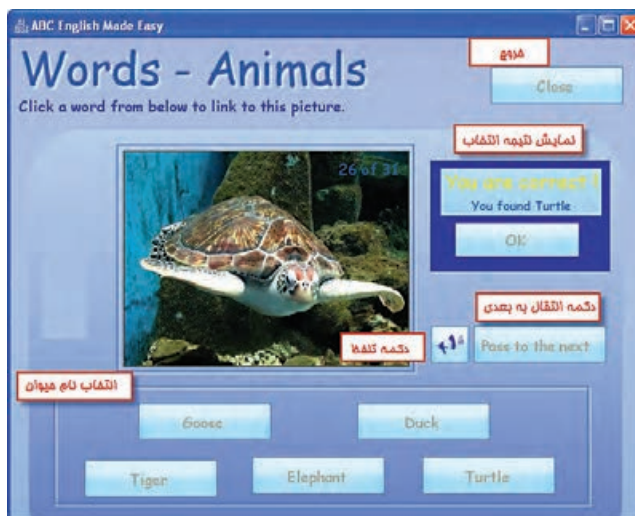 ABC English Made Easy
Words - Animals
خروج
Close
Click a word from below to link to this picture.
نمایش نتیجه انتخاب
26 of 31
You are correct !
You found Turtle
OK
دکمه انتقال به بعدی
دکمه تلفظ
Pass to the next
انتخاب نام حیوان
Goose
Duck
Tiger
Elephant
Turtle